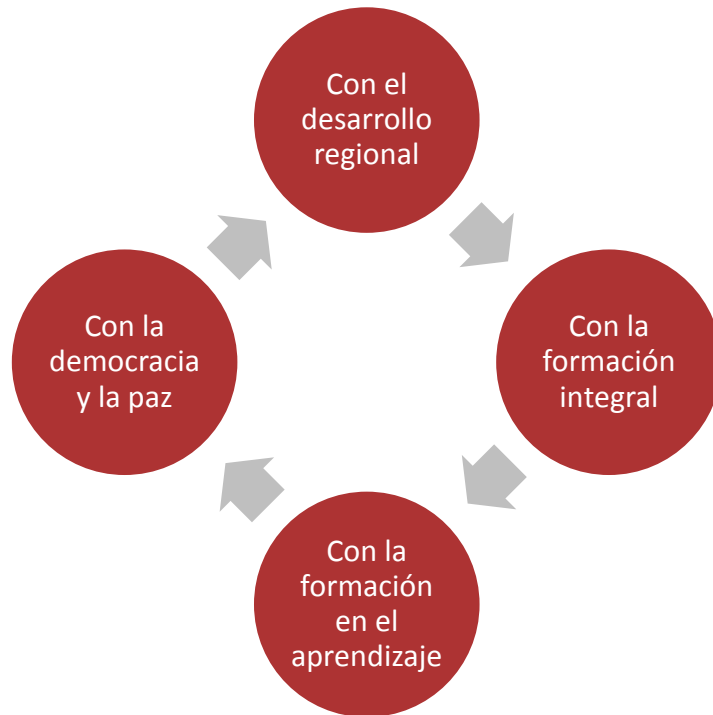 Con el
desarrollo
regional
Con la
formación
integral
Con la
formación
en el
aprendizaje
Con la
democracia
y la paz